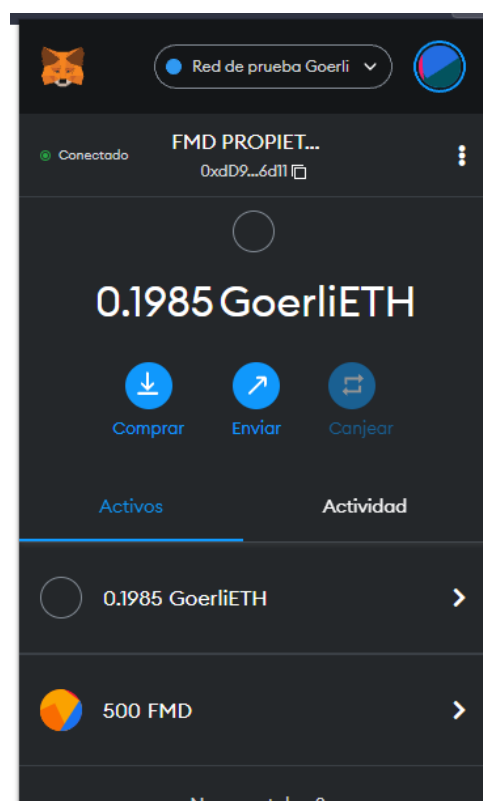 Red de prueba Goerli
Conectado
FMD PROPIET...
0xdD9...6d11
0.1985 GoerliETH
Comprar
Enviar
Canjear
Activos
Actividad
0.1985 GoerliETH
500 FMD